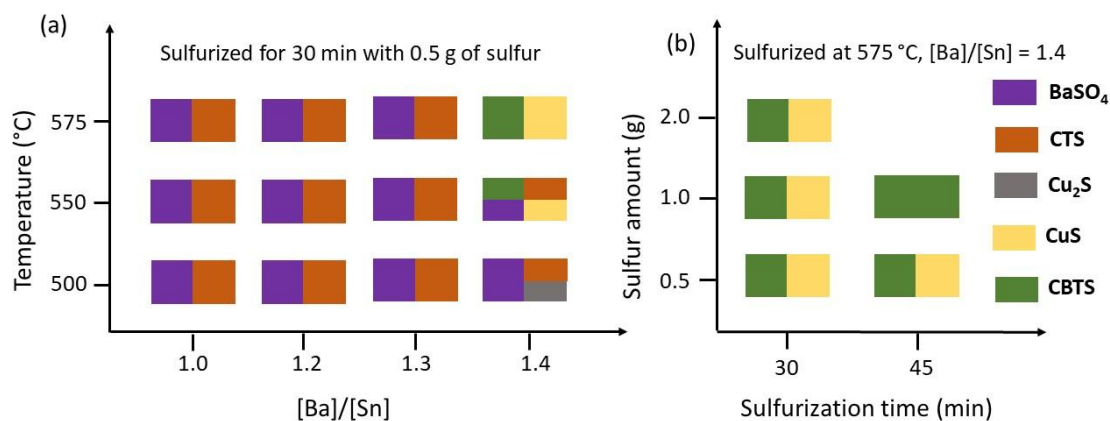 (a)
Sulfurized for 30 min with 0.5 g of sulfur
Temperature (°C)
575
550
500
1.0
1.2
1.3
1.4
[Ba]/[Sn]
(b)
Sulfurized at 575 °C, [Ba]/[Sn] = 1.4
Sulfur amount (g)
2.0
1.0
0.5
30
45
Sulfurization time (min)
BaSO₄
CTS
Cu₂S
CuS
CBTS